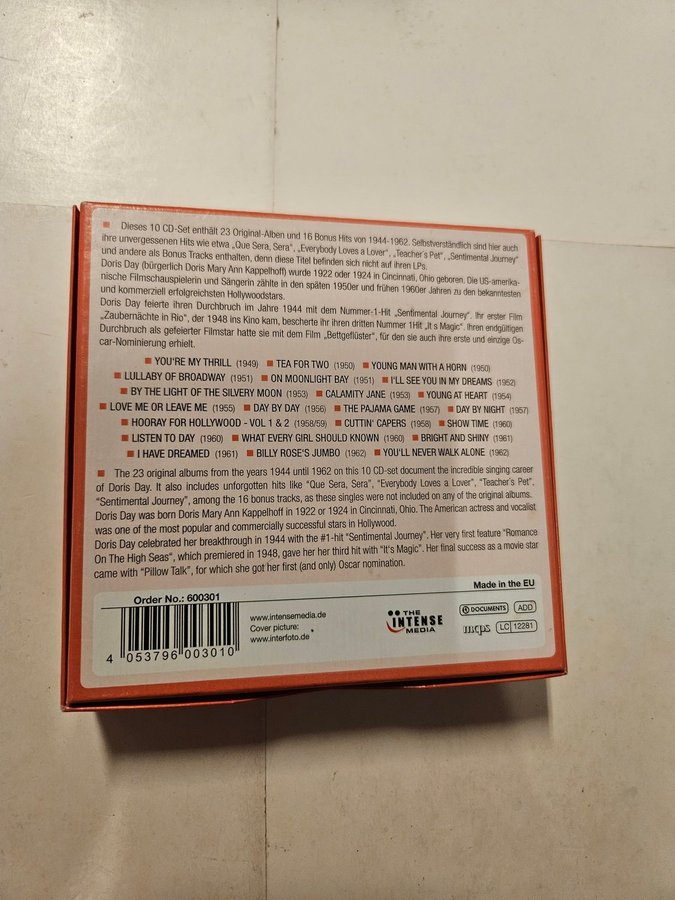 ■ Dieses 10 CD-Set enthält 23 Original-Alben und 16 Bonus Hits von 1944-1962. Selbstverständlich sind hier auch
ihre unvergessenen Hits wie etwa „Que Sera, Sera“, „Everybody Loves a Lover“, „Teacher´s Pet“, „Sentimental Journey“
und andere als Bonus Tracks enthalten, denn diese Titel befinden sich nicht auf ihren LPs.
Doris Day (bürgerlich Doris Mary Ann Kappelhoff) wurde 1922 oder 1924 in Cincinnati, Ohio geboren. Die US-amerika-
nische Filmschauspielerin und Sängerin zählte in den späten 1950er und frühen 1960er Jahren zu den bekanntesten
und kommerziell erfolgreichsten Hollywoodstars.
Doris Day feierte ihren Durchbruch im Jahre 1944 mit dem Nummer-1-Hit „Sentimental Journey“. Ihr erster Film
„Zaubernächte in Rio“, der 1948 ins Kino kam, bescherte ihr ihren dritten Nummer 1Hit „It´s Magic“. Ihren endgültigen
Durchbruch als gefeierter Filmstar hatte sie mit dem Film „Bettgeflüster“, für den sie auch ihre erste und einzige Os-
car-Nominierung erhielt.
■ YOU'RE MY THRILL (1949) ■ TEA FOR TWO (1950) ■ YOUNG MAN WITH A HORN (1950)
■ LULLABY OF BROADWAY (1951) ■ ON MOONLIGHT BAY (1951) ■ I'LL SEE YOU IN MY DREAMS (1952)
■ BY THE LIGHT OF THE SILVERY MOON (1953) ■ CALAMITY JANE (1953) ■ YOUNG AT HEART (1954)
■ LOVE ME OR LEAVE ME (1955) ■ DAY BY DAY (1956) ■ THE PAJAMA GAME (1957) ■ DAY BY NIGHT (1957)
■ HOORAY FOR HOLLYWOOD - VOL 1 & 2 (1958/59) ■ CUTTIN' CAPERS (1958) ■ SHOW TIME (1960)
■ LISTEN TO DAY (1960) ■ WHAT EVERY GIRL SHOULD KNOWN (1960) ■ BRIGHT AND SHINY (1961)
■ I HAVE DREAMED (1961) ■ BILLY ROSE'S JUMBO (1962) ■ YOU'LL NEVER WALK ALONE (1962)
■ The 23 original albums from the years 1944 until 1962 on this 10 CD-set document the incredible singing career
of Doris Day. It also includes unforgotten hits like "Que Sera, Sera", "Everybody Loves a Lover", "Teacher's Pet",
"Sentimental Journey", among the 16 bonus tracks, as these singles were not included on any of the original albums.
Doris Day was born Doris Mary Ann Kappelhoff in 1922 or 1924 in Cincinnati, Ohio. The American actress and vocalist
was one of the most popular and commercially successful stars in Hollywood.
Doris Day celebrated her breakthrough in 1944 with the #1-hit "Sentimental Journey". Her very first feature "Romance
On The High Seas", which premiered in 1948, gave her her third hit with "It's Magic". Her final success as a movie star
came with "Pillow Talk", for which she got her first (and only) Oscar nomination.
Made in the EU
Order No.: 600301
4 053796 003010
www.intensemedia.de
Cover picture:
www.interfoto.de
THE
INTENSE
MEDIA
DOCUMENTS ADD
mcps LC 12281